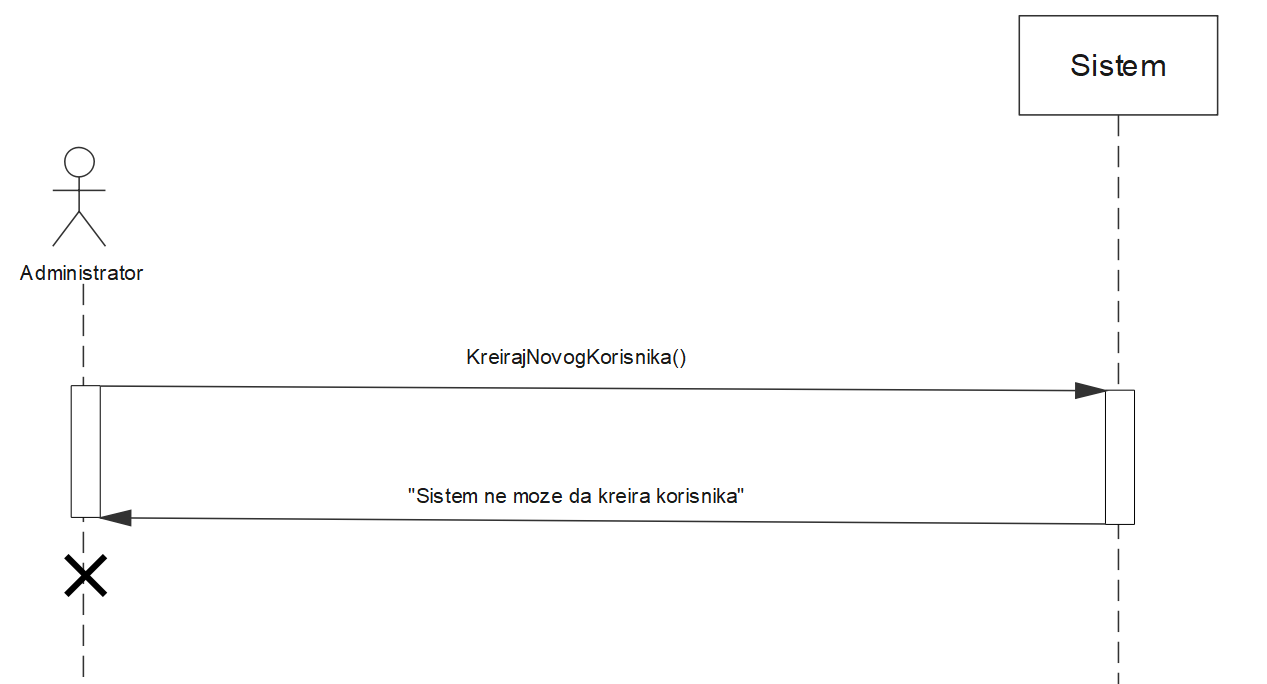 Sistem
Administrator
KreirajNovogKorisnika()
"Sistem ne moze da kreira korisnika"